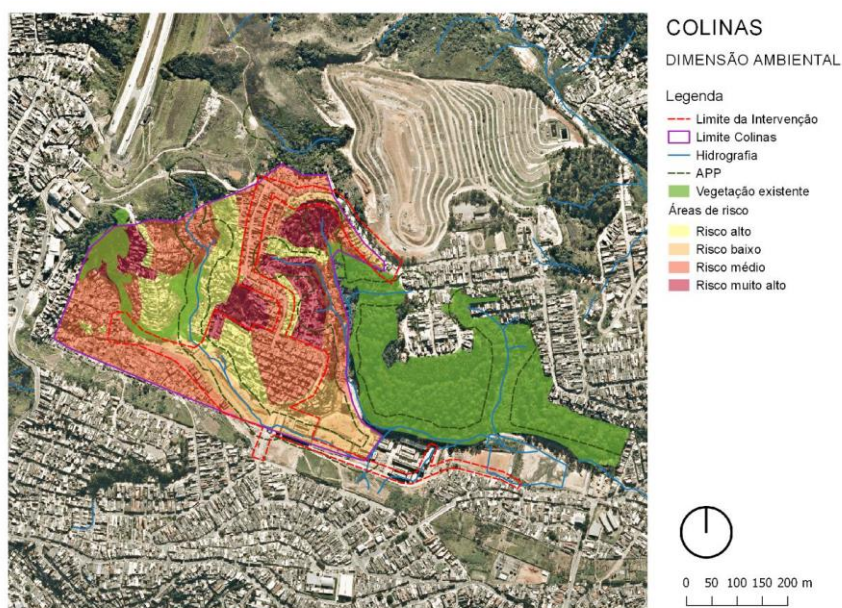 COLINAS
DIMENSÃO AMBIENTAL
Legenda
Limite da Intervenção
Limite Colinas
Hidrografia
APP
Vegetação existente
Áreas de risco
Risco alto
Risco baixo
Risco médio
Risco muito alto
0 50 100 150 200 m